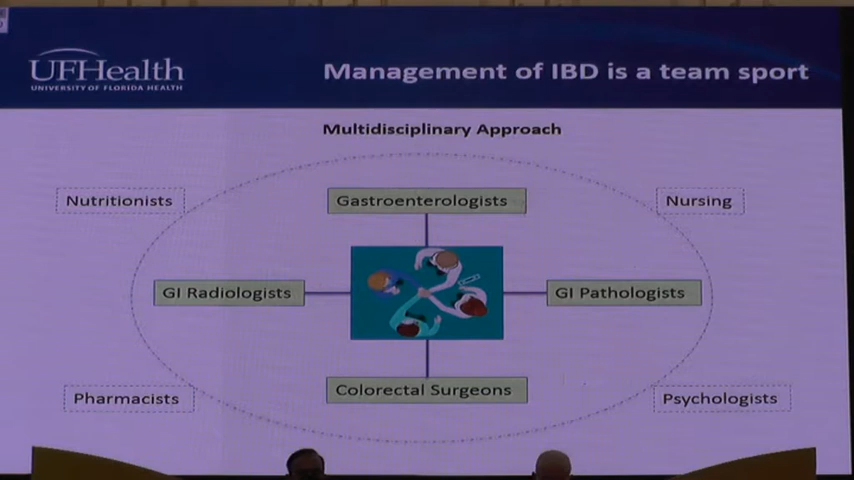 UFHealth
UNIVERSITY OF FLORIDA HEALTH
Management of IBD is a team sport
Multidisciplinary Approach
Nutritionists
Gastroenterologists
Nursing
GI Radiologists
GI Pathologists
Pharmacists
Colorectal Surgeons
Psychologists